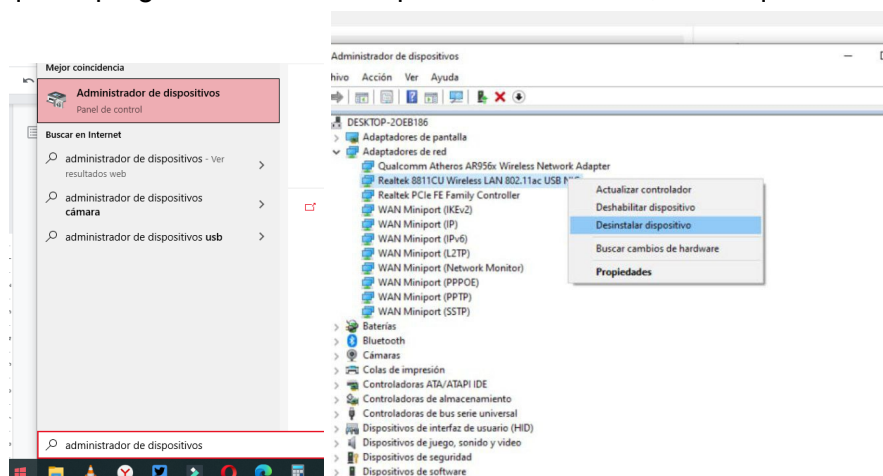 Mejor coincidencia
Administrador de dispositivos
Panel de control
Buscar en Internet
administrador de dispositivos - Ver
resultados web
administrador de dispositivos
cámara
administrador de dispositivos usb
administrador de dispositivos
Administrador de dispositivos
hivo Acción Ver Ayuda
DESKTOP-2OEB186
Adaptadores de pantalla
Adaptadores de red
Qualcomm Atheros AR956x Wireless Network Adapter
Realtek 8811CU Wireless LAN 802.11ac USB
Realtek PCIe FE Family Controller
WAN Miniport (IKEv2)
WAN Miniport (IP)
WAN Miniport (IPv6)
WAN Miniport (L2TP)
WAN Miniport (Network Monitor)
WAN Miniport (PPPOE)
WAN Miniport (PPTP)
WAN Miniport (SSTP)
Baterías
Bluetooth
Cámaras
Colas de impresión
Controladoras ATA/ATAPI IDE
Controladoras de almacenamiento
Controladoras de bus serie universal
Dispositivos de interfaz de usuario (HID)
Dispositivos de juego, sonido y vídeo
Dispositivos de seguridad
Dispositivos de software
Actualizar controlador
Deshabilitar dispositivo
Desinstalar dispositivo
Buscar cambios de hardware
Propiedades